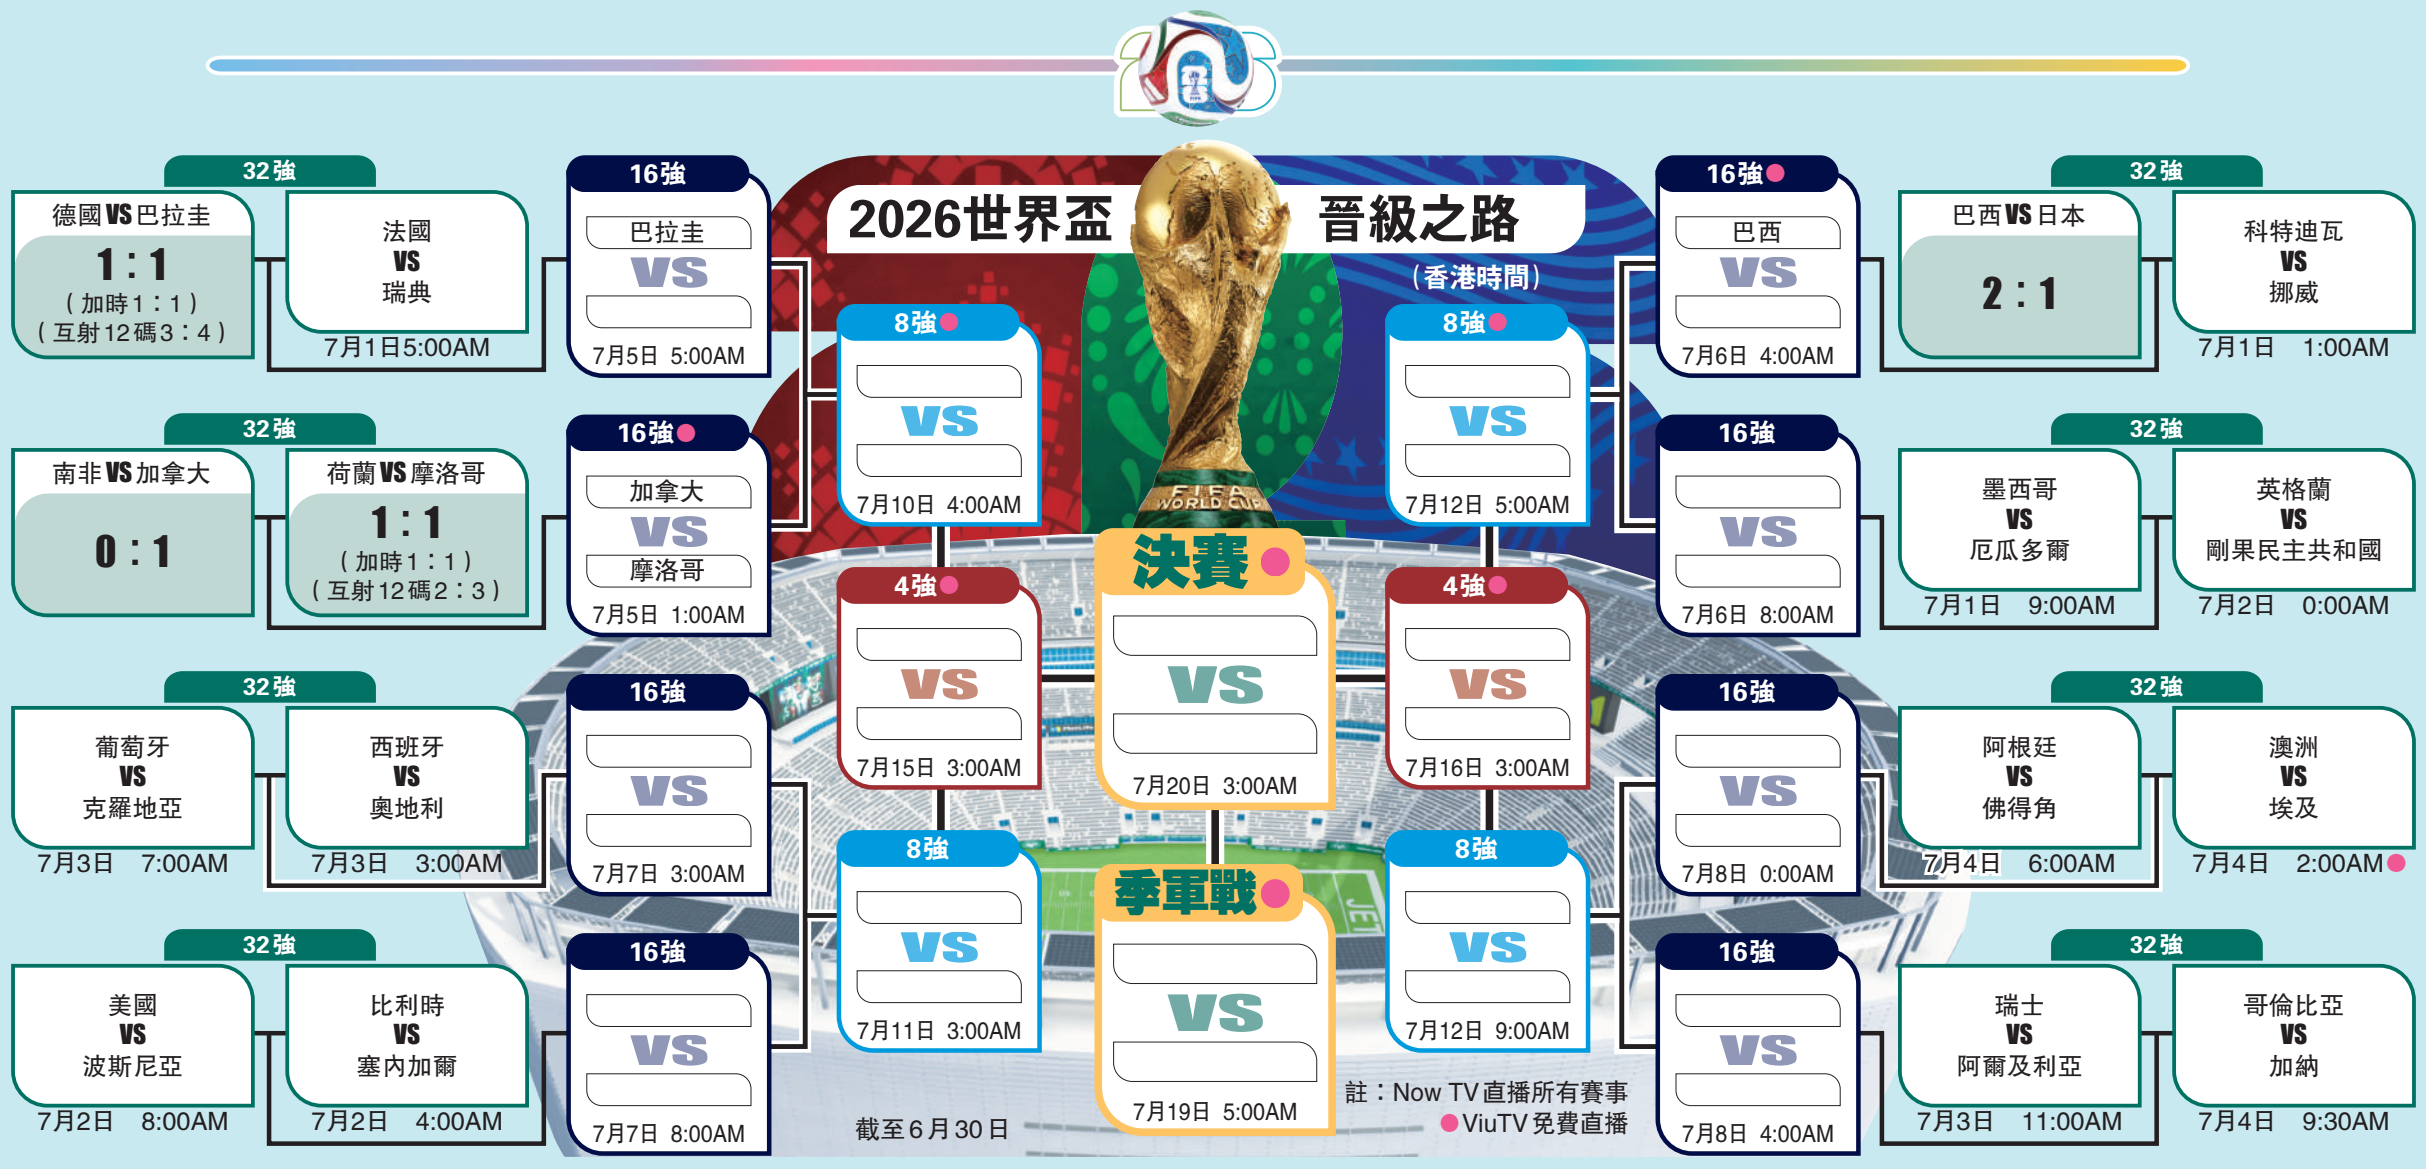 2026世界盃
晉級之路
(香港時間)
32強
德國VS巴拉圭
1:1
(加時1:1)
(互射12碼3:4)
法國
VS
瑞典
7月1日5:00AM
16強
巴拉圭
VS
7月5日 5:00AM
32強
南非VS加拿大
0:1
荷蘭VS摩洛哥
1:1
(加時1:1)
(互射12碼2:3)
16強
加拿大
VS
摩洛哥
7月5日 1:00AM
32強
葡萄牙
VS
克羅地亞
7月3日 7:00AM
西班牙
VS
奧地利
7月3日 3:00AM
16強
VS
7月7日 3:00AM
32強
美國
VS
波斯尼亞
7月2日 8:00AM
比利時
VS
塞內加爾
7月2日 4:00AM
16強
VS
7月7日 8:00AM
8強
VS
7月10日 4:00AM
4強
VS
7月15日 3:00AM
8強
VS
7月11日 3:00AM
FIFA
WORLD CUP
決賽
VS
7月20日 3:00AM
季軍戰
VS
7月19日 5:00AM
8強
VS
7月12日 5:00AM
4強
VS
7月16日 3:00AM
8強
VS
7月12日 9:00AM
JET
16強
巴西
VS
7月6日 4:00AM
32強
巴西VS日本
2:1
科特迪瓦
VS
挪威
7月1日 1:00AM
16強
VS
7月6日 8:00AM
32強
墨西哥
VS
厄瓜多爾
7月1日 9:00AM
英格蘭
VS
剛果民主共和國
7月2日 0:00AM
16強
VS
7月8日 0:00AM
32強
阿根廷
VS
佛得角
7月4日 6:00AM
澳洲
VS
埃及
7月4日 2:00AM
16強
VS
7月8日 4:00AM
32強
瑞士
VS
阿爾及利亞
7月3日 11:00AM
哥倫比亞
VS
加納
7月4日 9:30AM
截至6月30日
註:Now TV直播所有賽事
ViuTV免費直播